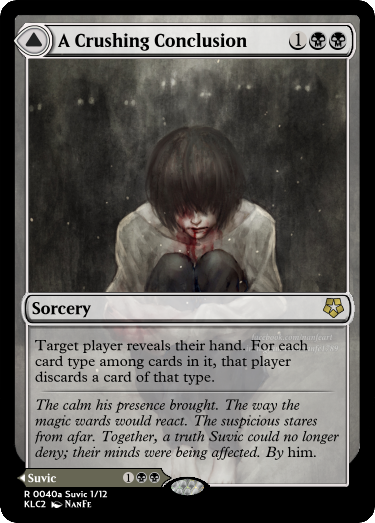 A Crushing Conclusion 1
Sorcery
Target player reveals their hand. For each
card type among cards in it, that player
discards a card of that type.
The calm his presence brought. The way the
magic wards would react. The suspicious stares
from afar. Together, a truth Suvic could no longer
deny; their minds were being affected. By him.
Suvic 1
R 0040a Suvic 1/12
KLC2 NanFe